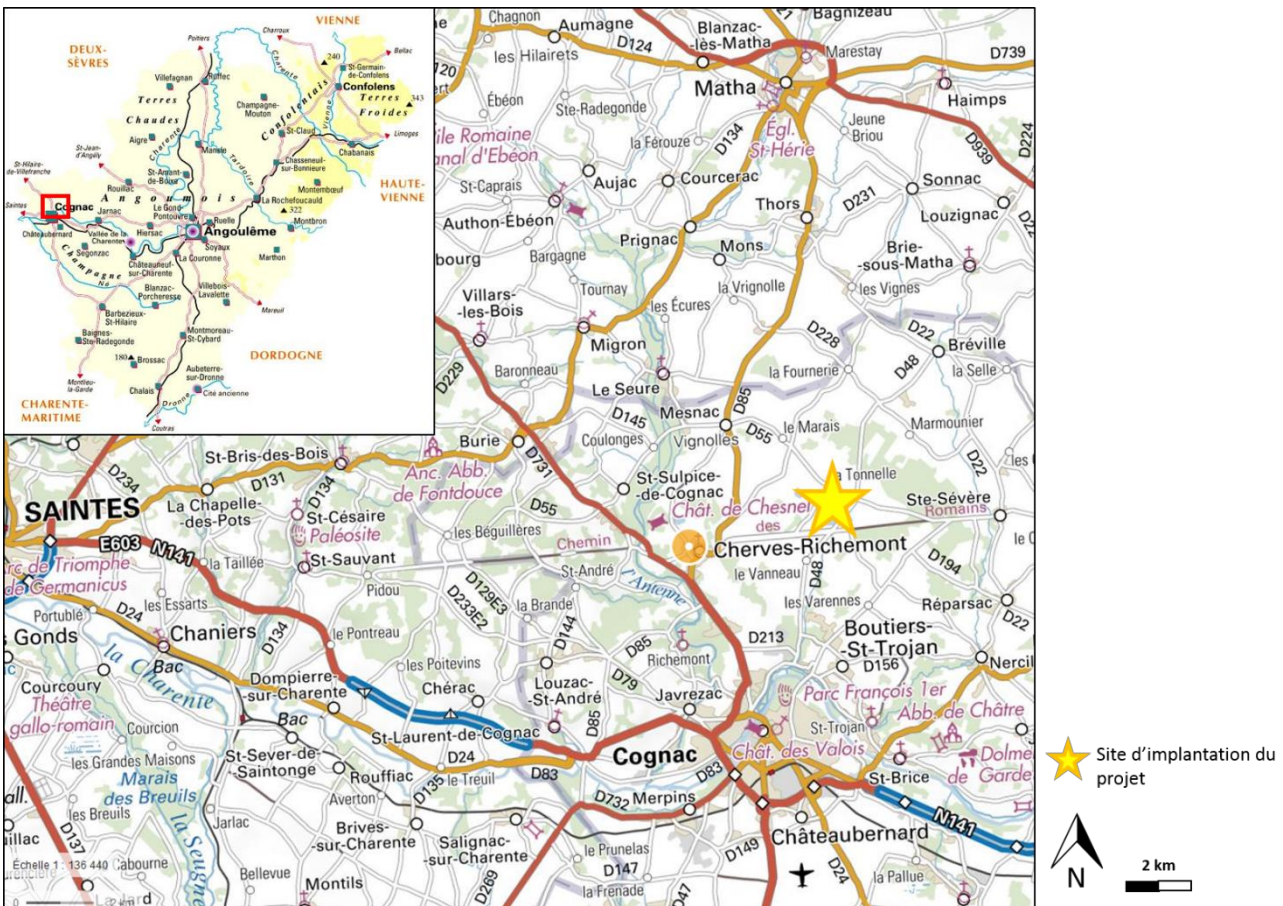 VIENNE
DEUX-
SÈVRES
Poitiers
Charroux
240
Bellac
Villefagnan
Ruffec
Charente
St-Germain-
de-Confolens
Confolens
Terres
Chaudes
Champagne-
Mouton
Confolentais
Vienne
Terres
Froides
343
Aigre
Charente
St-Claud
Limoges
St-Jean-
d'Angély
Mansle
Tardoire
Chabanais
St-Hilaire-
de-Villefranche
Chasseneuil-
sur-Bonnieure
St-Amant-
de-Boixe
HAUTE-
VIENNE
Rouillac
Montembœuf
Angoumois
La Rochefoucauld
Saintes
Cognac
Jarnac
Le Gond-
Pontouvre
Ruelle
322
Montbron
Châteaubernard
Vallée de la
Charente
Hiersac
Angoulême
Segonzac
Soyaux
Marthon
Champagne
Né
Châteauneuf-
sur-Charente
La Couronne
Blanzac-
Porcheresse
Villebois-
Lavalette
Mareuil
Barbezieux-
St-Hilaire
Baignes-
Ste-Radegonde
Montmoreau-
St-Cybard
DORDOGNE
180
Brossac
Montlieu-
la-Garde
Chalais
Aubeterre-
sur-Dronne
Cité ancienne
CHARENTE-
MARITIME
Dronne
Coutras
Chagnon
Aumagne
Blanzac-
lès-Matha
Bagnizeau
les Hilairets
D124
Marestay
D739
Matha
Haimps
Ébéon
Ste-Radegonde
D134
Égl.
St-Hérie
Jeune
Briou
D939
D224
la Férouze
St-Caprais
Aujac
Courcerac
D231
Sonnac
Authon-Ébéon
Thors
Louzignac
Prignac
Mons
Brie-
-sous-Matha
Bargagne
Tournay
la Vrignolle
les Vignes
Villars-
-les-Bois
les Écures
D228
D22
Migron
Bréville
D229
Baronneau
Le Seure
la Fournerie
D48
la Selle
D145
Mesnac
D85
Burie
Coulonges
Vignolles
D55
le Marais
Marmounier
D731
D22
D234
St-Bris-des-Bois
D131
Anc. Abb.
de Fontdouce
St-Sulpice-
de-Cognac
D134
Chât. de Chesnel
Ste-Sévère
SAINTES
La Chapelle-
-des-Pots
D55
des
Romains
St-Césaire
Paléosite
les Béguillères
E603
N141
Chemin
Cherves-Richemont
la Taillée
St-Sauvant
St-André
l'Antenne
le Vanneau
D48
D194
Portublé
Pidou
D129E3
D233E2
les Essarts
la Brande
les Varennes
Réparsac
D24
Chaniers
D134
le Pontreau
D144
D85
D213
Boutiers-
-St-Trojan
D22
Bac
la Charente
les Poitevins
Richemont
D156
Dompierre-
-sur-Charente
Chérac
Louzac-
-St-André
D79
Courcoury
Javrezac
Parc François 1er
Théâtre
gallo-romain
Courcion
Bac
D85
St-Trojan
Abb. de Châtre
St-Laurent-de-Cognac
Cognac
Chât. des Valois
St-Sever-de-
Saintonge
D24
les Grandes Maisons
le Treuil
D83
D83
St-Brice
Marais
des Breuils
Rouffiac
D135
D732
Merpins
N141
Averton
les Breuils
Jarlac
Brives-
-sur-Charente
Salignac-
-sur-Charente
Châteaubernard
D137
la Seugne
le Prunelas
D149
D24
Échelle 1 : 136 440
Cabourne
Bellevue
D147
la Pallue
Montils
D269
la Frenade
D47
0
2 km
Site d'implantation du
projet
N
2 km